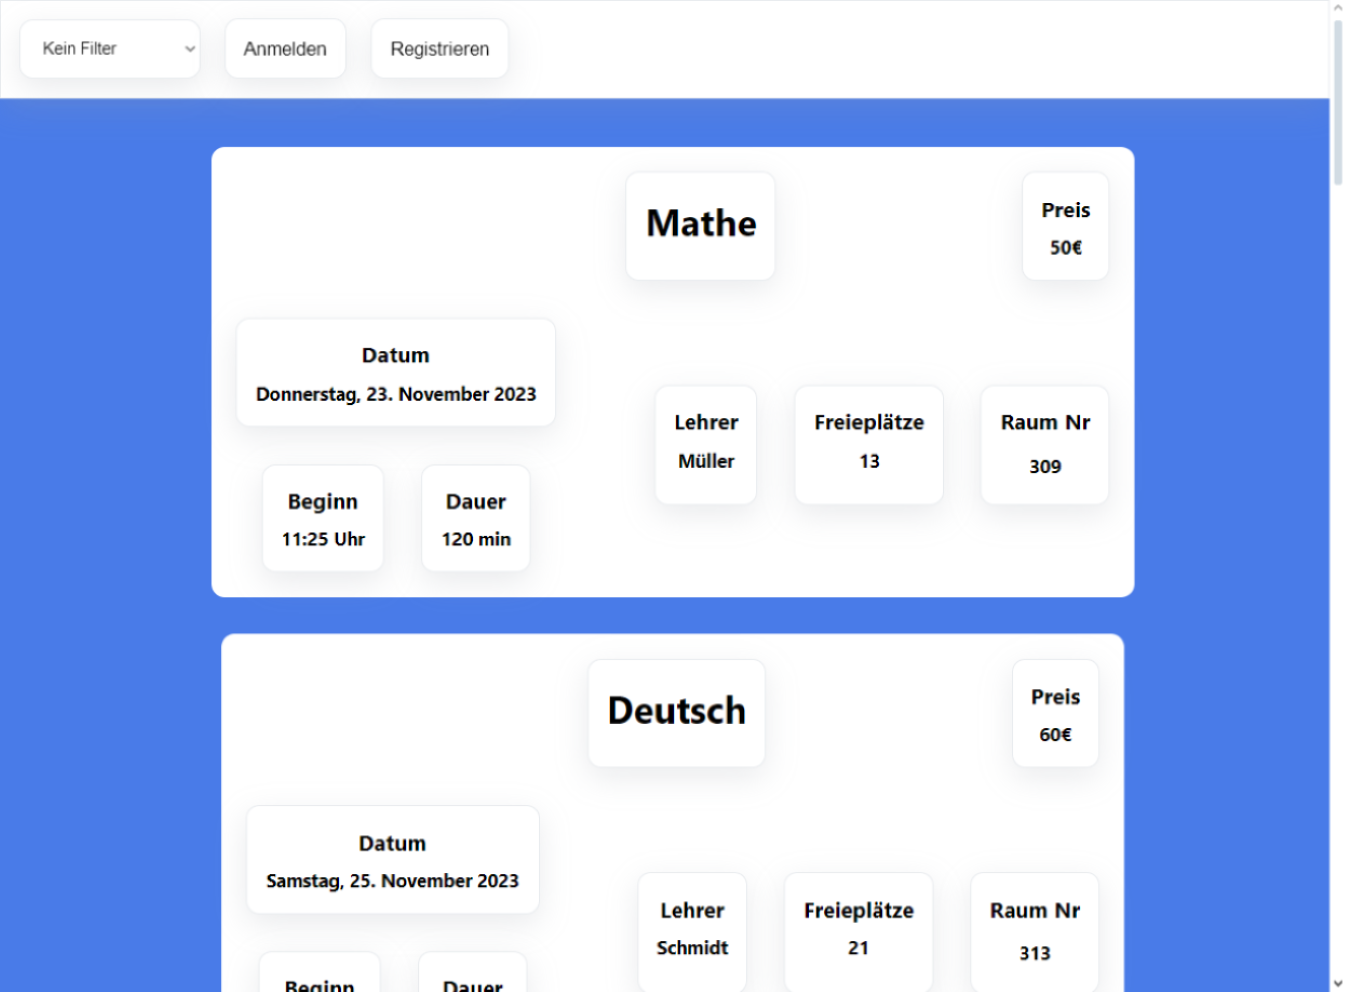 Kein Filter
Anmelden
Registrieren
Mathe
Preis
50€
Datum
Donnerstag, 23. November 2023
Lehrer
Müller
Freieplätze
13
Raum Nr
309
Beginn
11:25 Uhr
Dauer
120 min
Deutsch
Preis
60€
Datum
Samstag, 25. November 2023
Lehrer
Schmidt
Freieplätze
21
Raum Nr
313
Beginn
Dauer